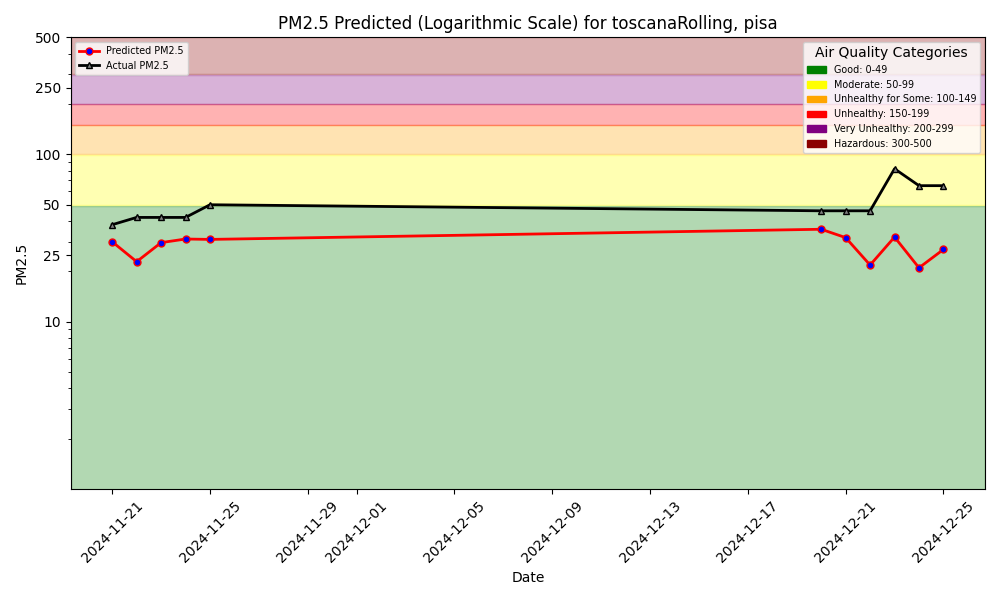 PM2.5 Predicted (Logarithmic Scale) for toscanaRolling, pisa
Predicted PM2.5
Actual PM2.5
Air Quality Categories
Good: 0-49
Moderate: 50-99
Unhealthy for Some: 100-149
Unhealthy: 150-199
Very Unhealthy: 200-299
Hazardous: 300-500
500
250
100
50
25
10
PM2.5
2024-11-21
2024-11-25
2024-11-29
2024-12-01
2024-12-05
2024-12-09
2024-12-13
2024-12-17
2024-12-21
2024-12-25
Date